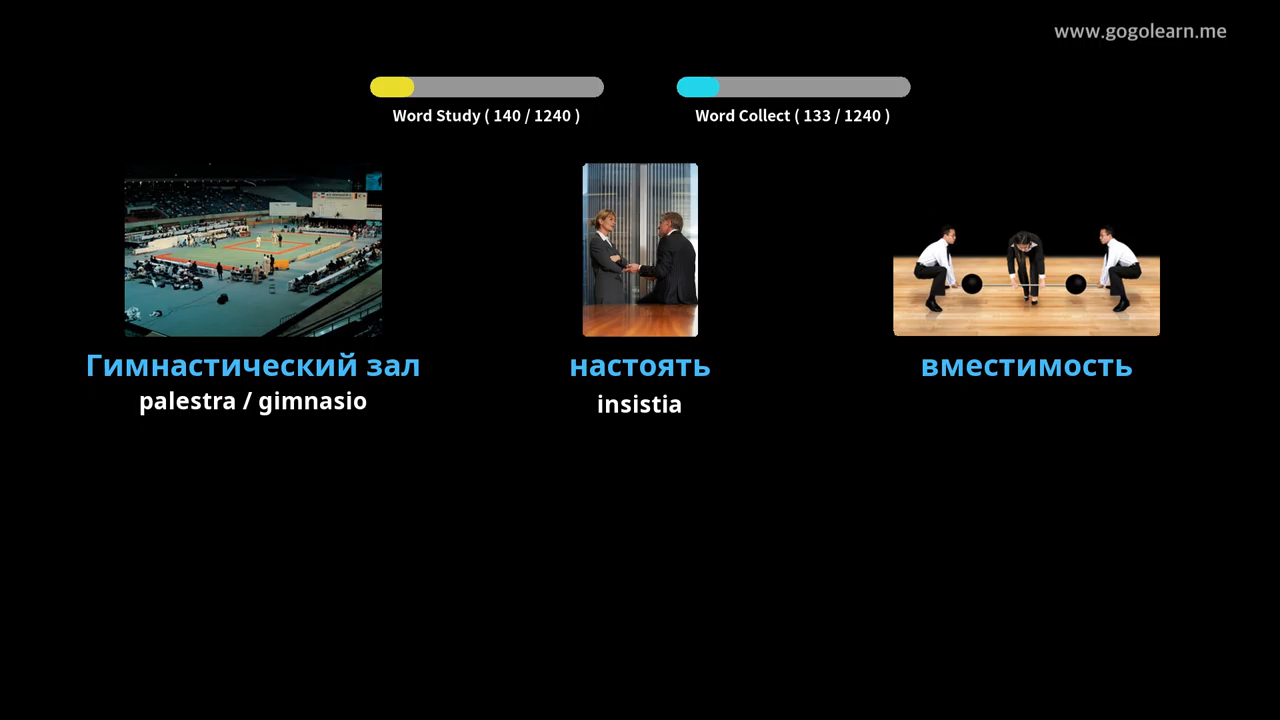 www.gogolearn.me
Word Study ( 140 / 1240 )
Word Collect ( 133 / 1240 )
Гимнастический зал
palestra / gimnasio
настоять
insistia
вместимость